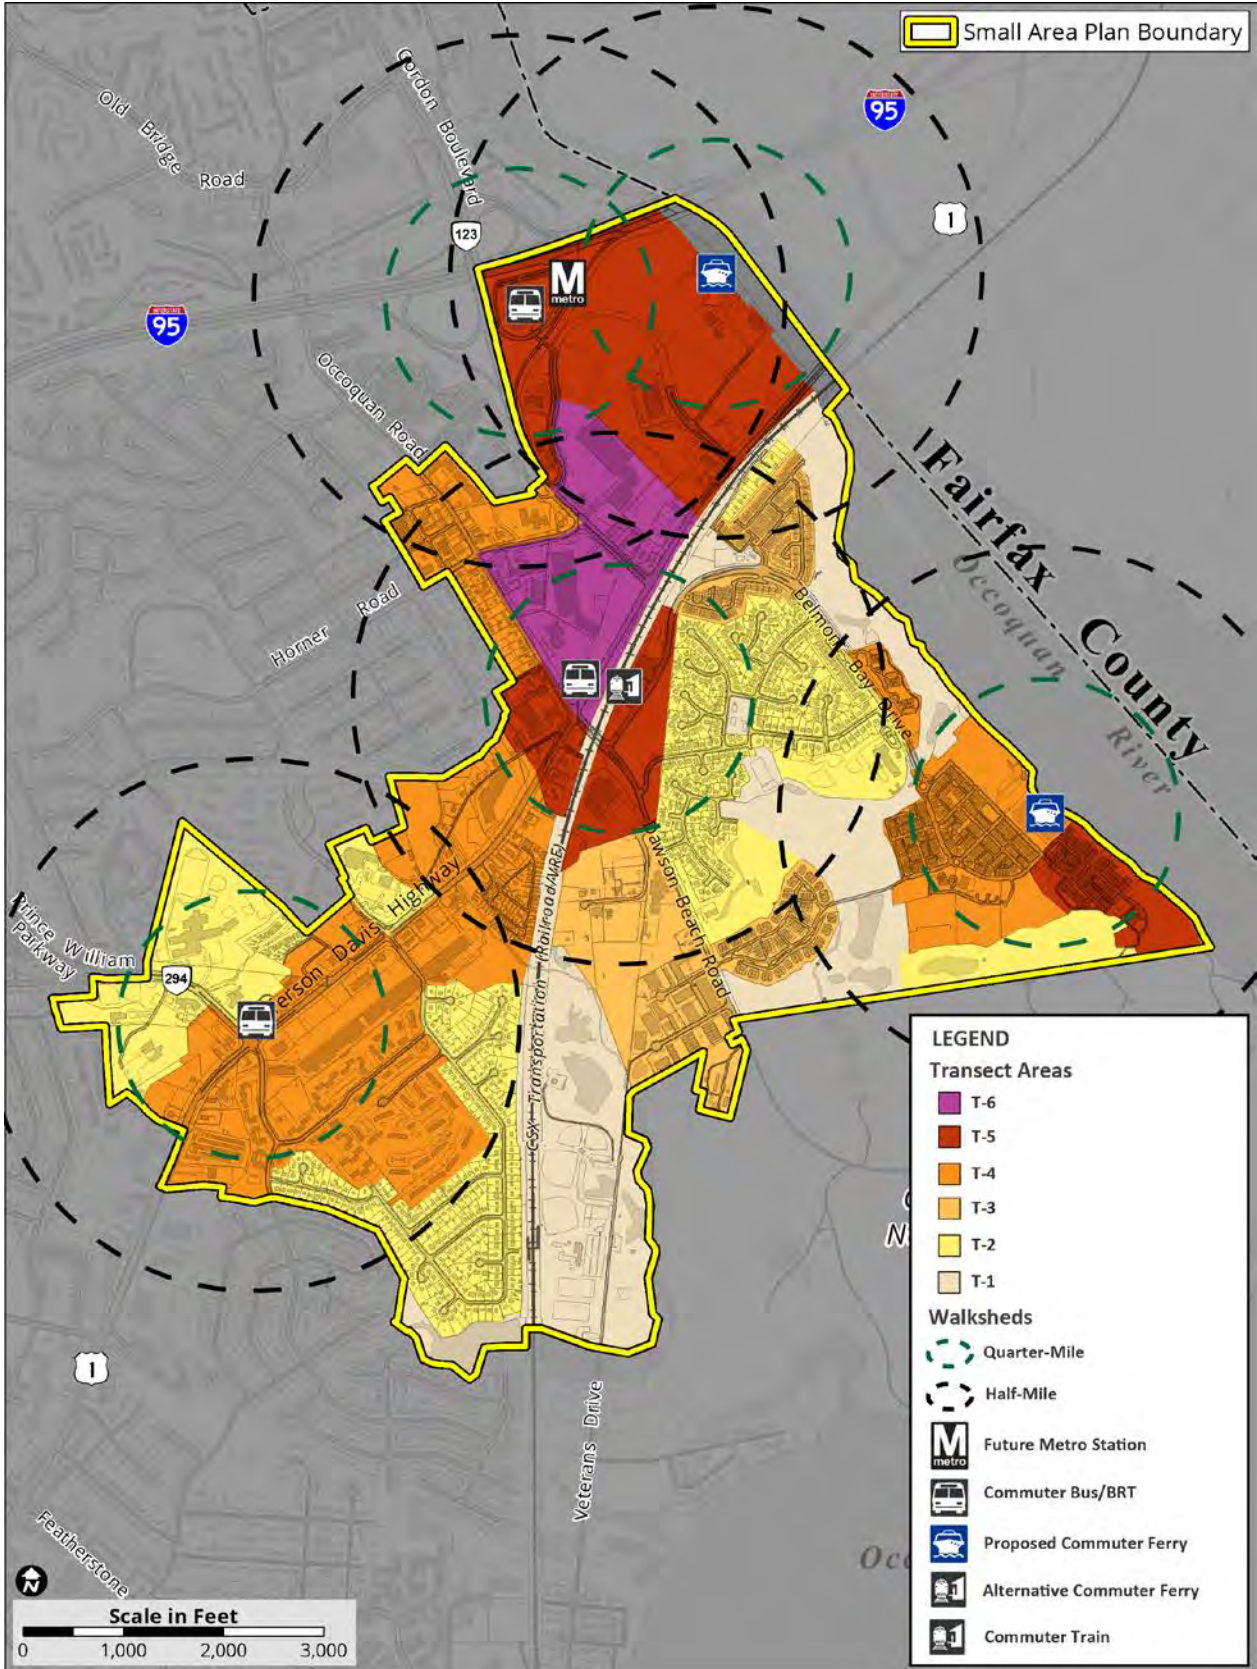 Small Area Plan Boundary
INTERSTATE
95
Gordon Boulevard
Old Bridge Road
1
123
M
metro
INTERSTATE
95
Occoquan Road
Fairfax County
Occoquan River
Horner Road
Belmont Bay Drive
Dawson Beach Road
Highway
Davis
erson
CSX Transportation (Railroad/VRE)
Prince William
Parkway
294
1
Veterans Drive
Featherstone
N
Scale in Feet
0 1,000 2,000 3,000
LEGEND
Transect Areas
T-6
T-5
T-4
T-3
T-2
T-1
Walksheds
Quarter-Mile
Half-Mile
M
metro
Future Metro Station
Commuter Bus/BRT
Proposed Commuter Ferry
Alternative Commuter Ferry
Commuter Train